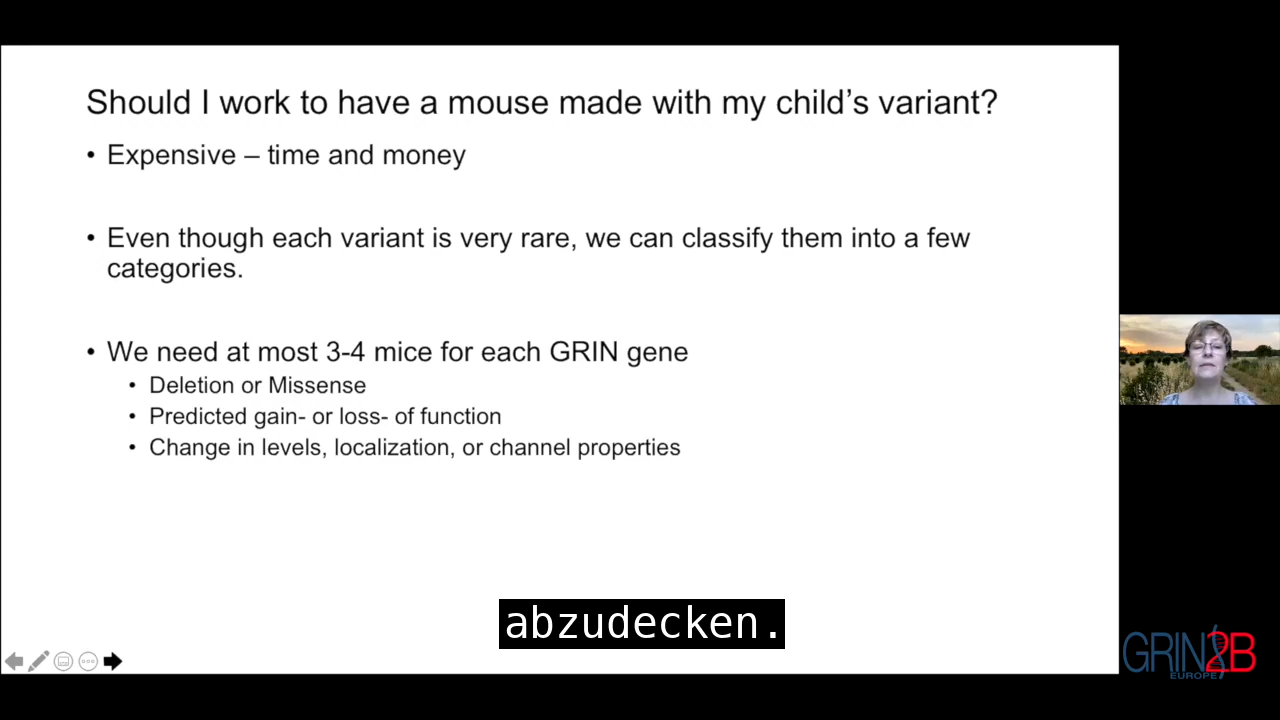 Should I work to have a mouse made with my child's variant?
• Expensive – time and money
• Even though each variant is very rare, we can classify them into a few
categories.
• We need at most 3-4 mice for each GRIN gene
• Deletion or Missense
• Predicted gain- or loss- of function
• Change in levels, localization, or channel properties
abzudecken.
GRIN2B
EUROPE